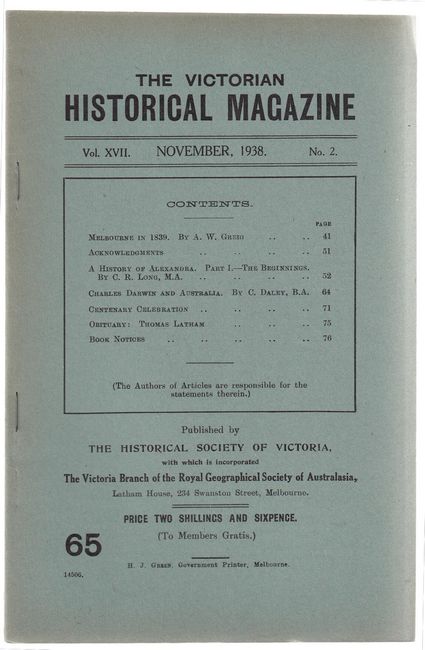 THE VICTORIAN
HISTORICAL MAGAZINE
Vol. XVII. NOVEMBER, 1938. No. 2.
CONTENTS.
PAGE
MELBOURNE IN 1839. BY A. W. GREIG .. .. 41
ACKNOWLEDGMENTS .. .. .. 51
A HISTORY OF ALEXANDRA. PART I.—THE BEGINNINGS.
BY C. R. LONG, M.A. .. .. .. .. 52
CHARLES DARWIN AND AUSTRALIA. BY C. DALEY, B.A. 64
CENTENARY CELEBRATION .. .. .. .. 71
OBITUARY: THOMAS LATHAM .. .. .. 75
BOOK NOTICES .. .. .. .. .. 76
(The Authors of Articles are responsible for the
statements therein.)
Published by
THE HISTORICAL SOCIETY OF VICTORIA,
with which is incorporated
The Victoria Branch of the Royal Geographical Society of Australasia,
Latham House, 234 Swanston Street, Melbourne.
PRICE TWO SHILLINGS AND SIXPENCE.
(To Members Gratis.)
65
H. J. GREEN, Government Printer, Melbourne.
14506.